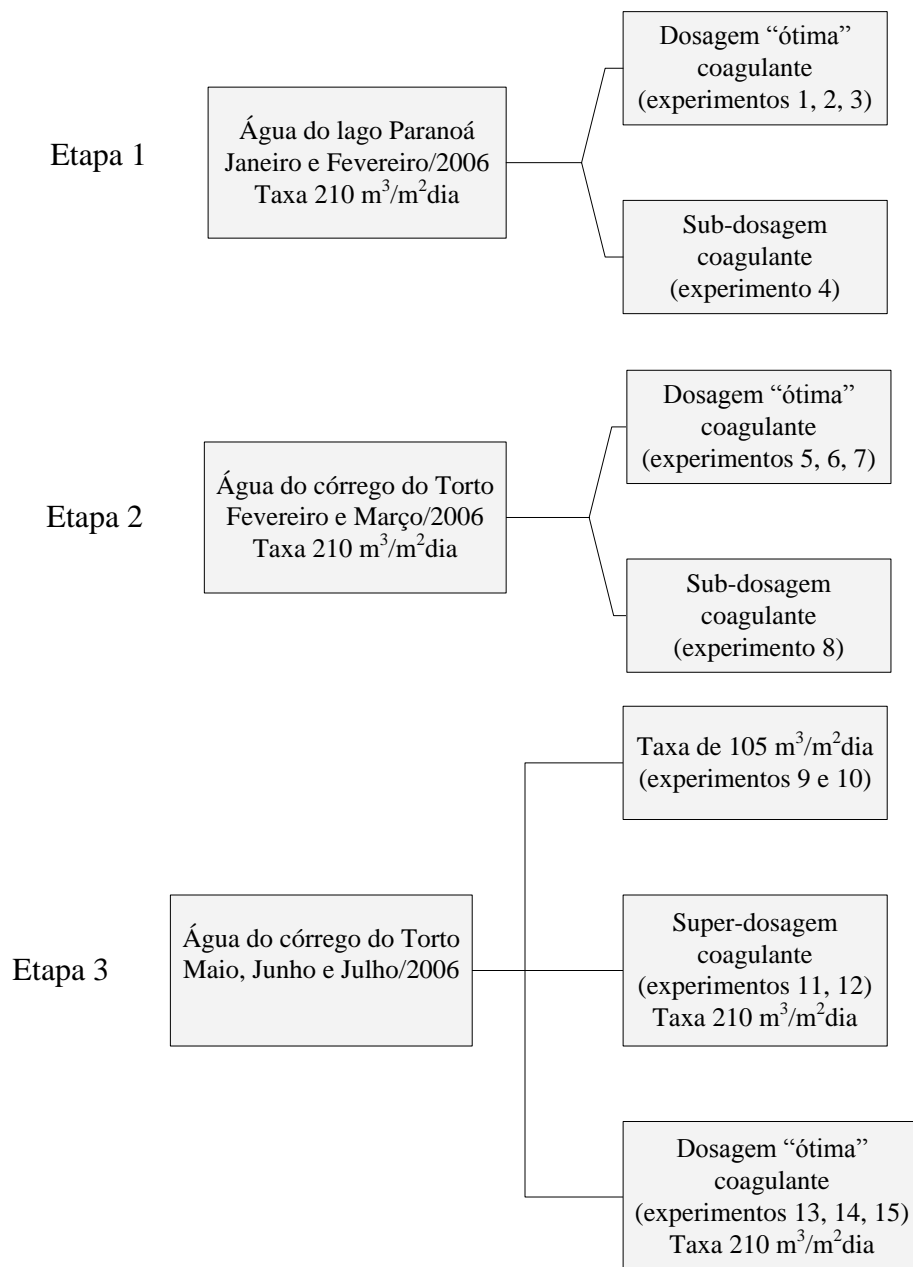 Etapa 1
Água do lago Paranoá
Janeiro e Fevereiro/2006
Taxa 210 m³/m²dia
Dosagem “ótima”
coagulante
(experimentos 1, 2, 3)
Sub-dosagem
coagulante
(experimento 4)
Etapa 2
Água do córrego do Torto
Fevereiro e Março/2006
Taxa 210 m³/m²dia
Dosagem “ótima”
coagulante
(experimentos 5, 6, 7)
Sub-dosagem
coagulante
(experimento 8)
Etapa 3
Água do córrego do Torto
Maio, Junho e Julho/2006
Taxa de 105 m³/m²dia
(experimentos 9 e 10)
Super-dosagem
coagulante
(experimentos 11, 12)
Taxa 210 m³/m²dia
Dosagem “ótima”
coagulante
(experimentos 13, 14, 15)
Taxa 210 m³/m²dia